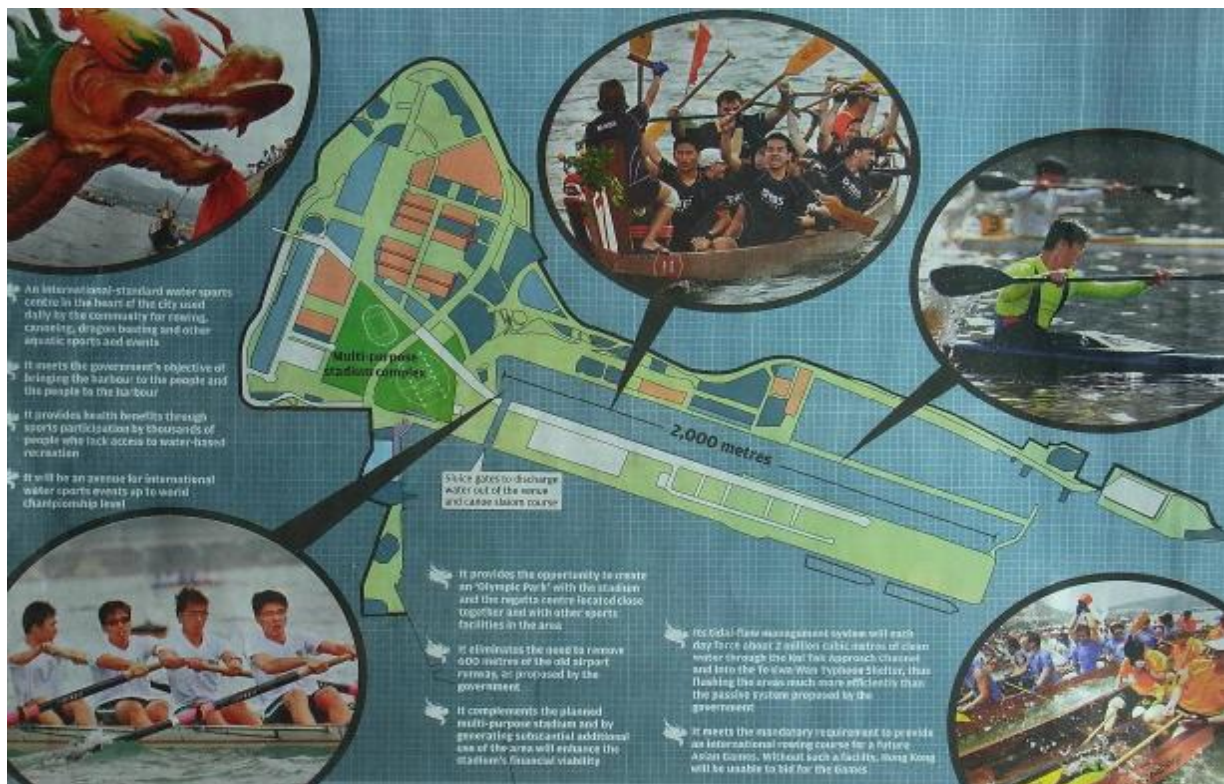 An international-standard water sports
centre in the heart of the city used
daily by the community for rowing,
canoeing, dragon boating and other
aquatic sports and events
It meets the government's objective of
bringing the harbour to the people and
the people to the harbour
It provides health benefits through
sports participation by thousands of
people who lack access to water-based
recreation
It will be an avenue for international
water sports events up to world
championship level
Multi-purpose
stadium complex
2,000 metres
Sluice gates to discharge
water out of the venue
and canoe slalom course
It provides the opportunity to create
an 'Olympic Park' with the stadium
and the regatta centre located close
together and with other sports
facilities in the area
It eliminates the need to remove
600 metres of the old airport
runway, as proposed by the
government
It complements the planned
multi-purpose stadium and by
generating substantial additional
use of the area will enhance the
stadium's financial viability
Its tidal-flow management system will each
day force about 2 million cubic metres of clean
water through the Kai Tak Approach channel
and into the To Kwa Wan Typhoon Shelter, thus
flushing the areas much more efficiently than
the passive system proposed by the
government
It meets the mandatory requirement to provide
an international rowing course for a future
Asian Games. Without such a facility, Hong Kong
will be unable to bid for the Games